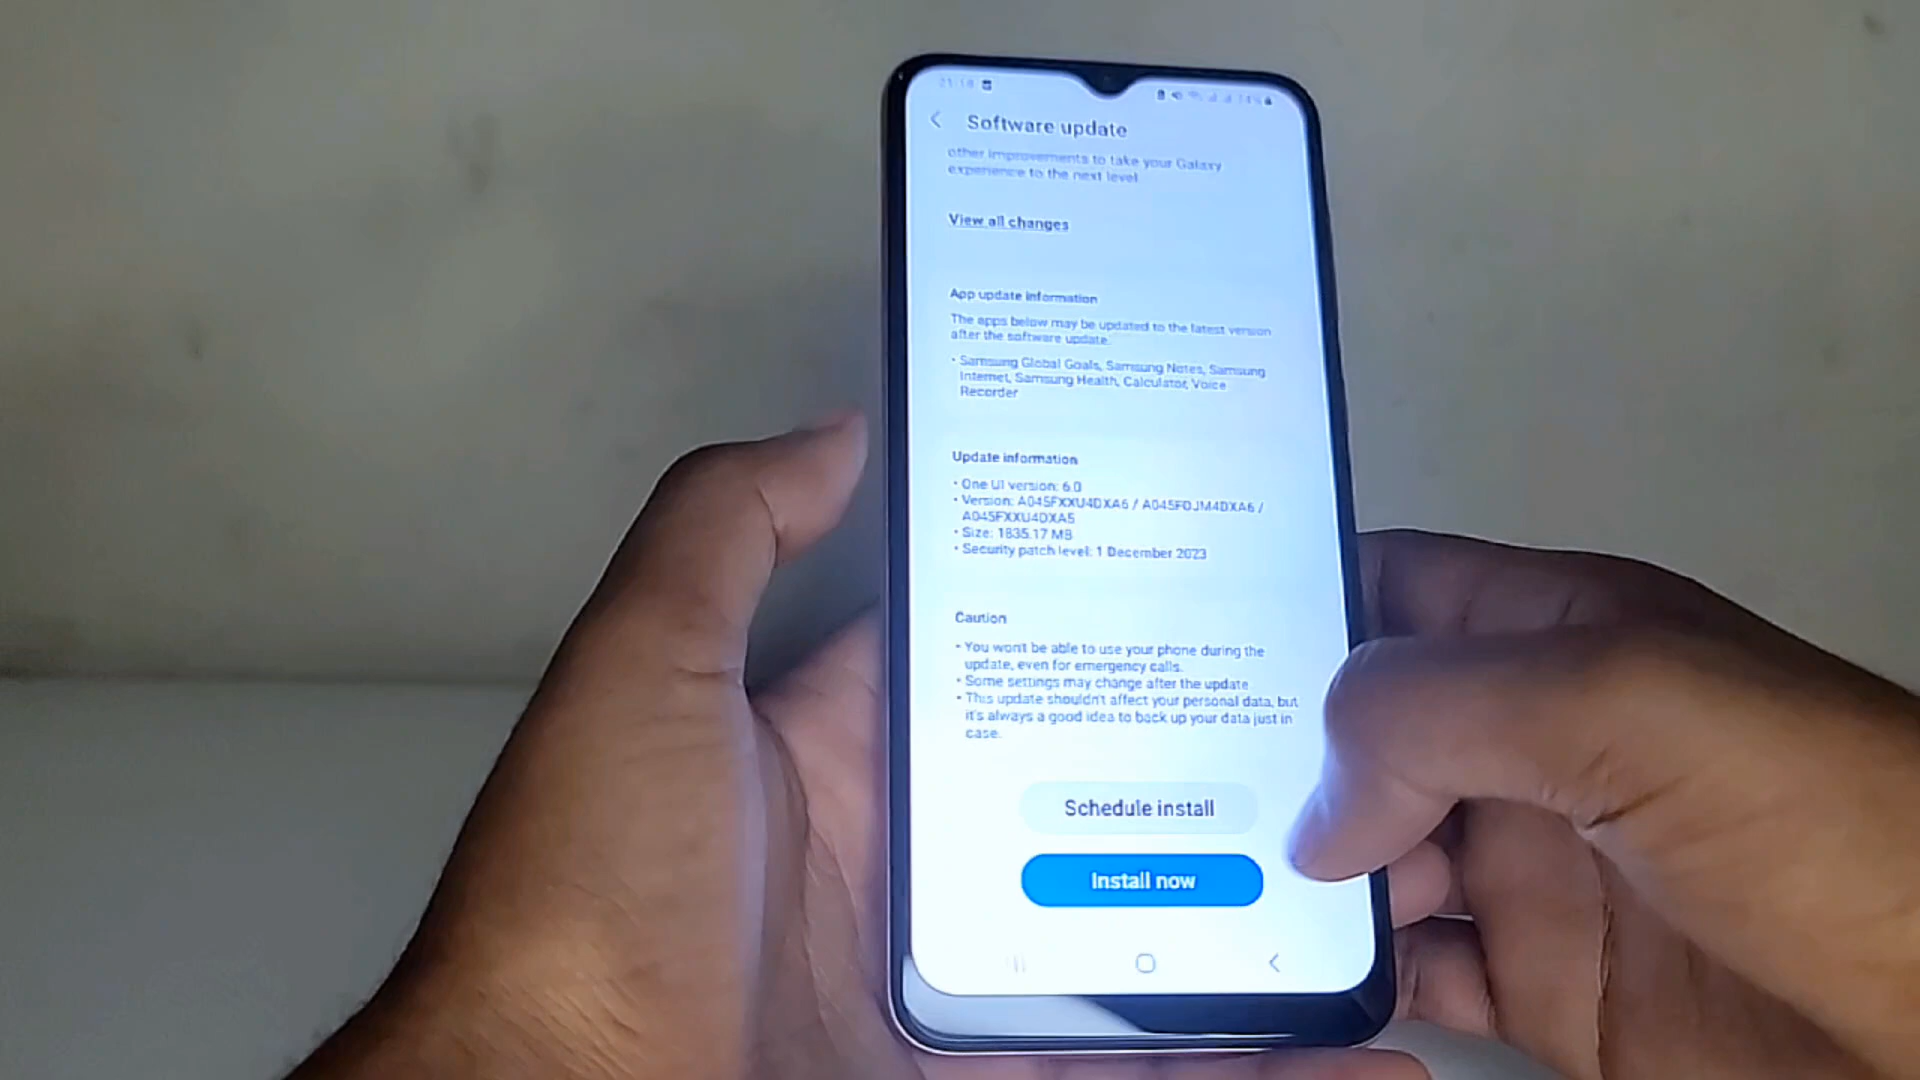 21:18
Software update
other improvements to take your Galaxy
experience to the next level
View all changes
App update information
The apps below may be updated to the latest version
after the software update.
• Samsung Global Goals, Samsung Notes, Samsung
Internet, Samsung Health, Calculator, Voice
Recorder
Update information
• One UI version: 6.0
• Version: A045FXXU4DXA6 / A045FOJM4DXA6 /
A045FXXU4DXA5
• Size: 1835.17 MB
• Security patch level: 1 December 2023
Caution
• You won't be able to use your phone during the
update, even for emergency calls.
• Some settings may change after the update
• This update shouldn't affect your personal data, but
it's always a good idea to back up your data just in
case.
Schedule install
Install now